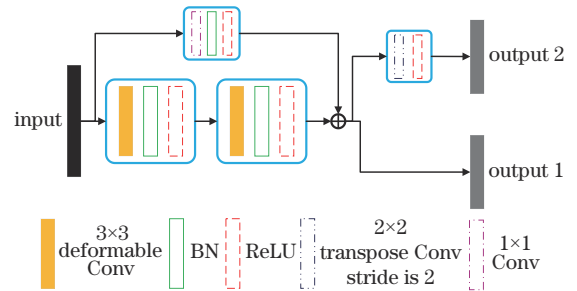 output 2
input
output 1
3×3
deformable
Conv
BN
ReLU
2×2
transpose Conv
stride is 2
1×1
Conv